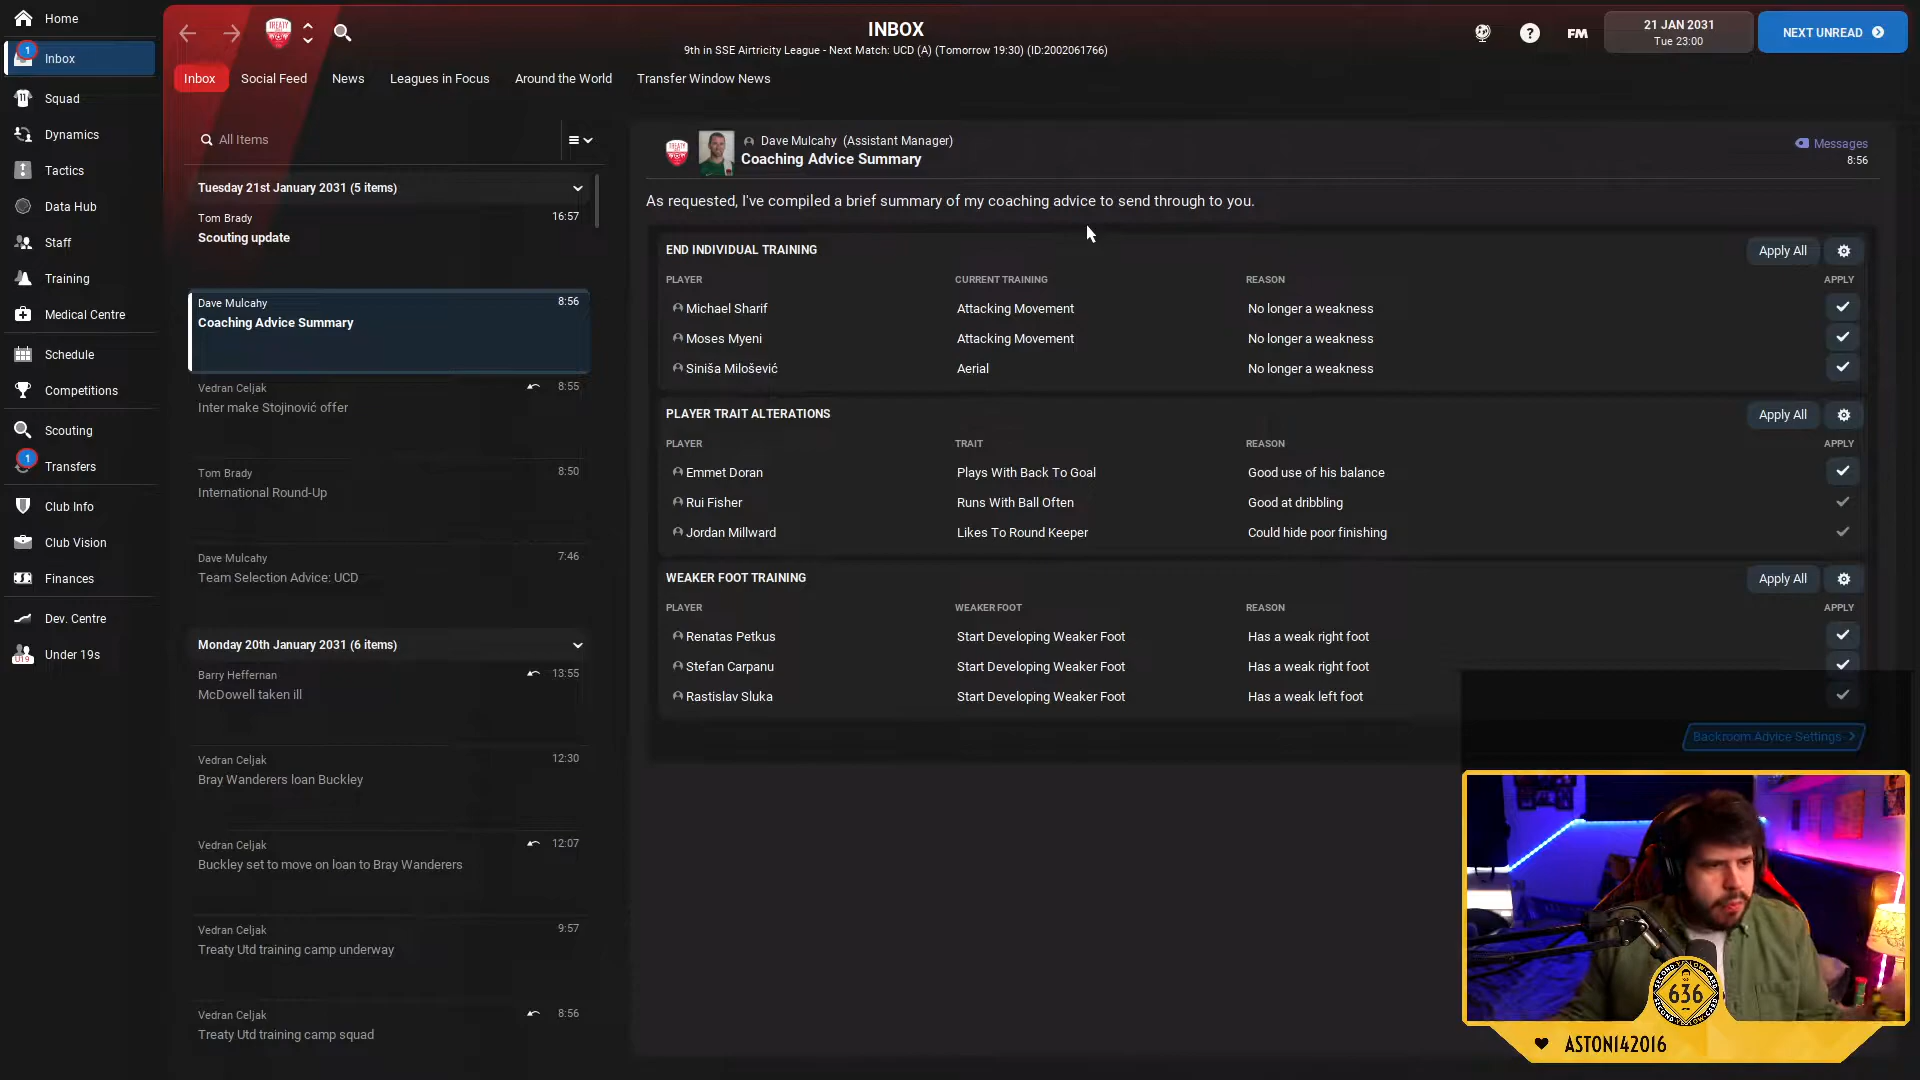 Home
Inbox
1
Squad
Dynamics
Tactics
Data Hub
Staff
Training
Medical Centre
Schedule
Competitions
Scouting
1
Transfers
Club Info
Club Vision
Finances
Dev. Centre
U19
Under 19s
INBOX
9th in SSE Airtricity League - Next Match: UCD (A) (Tomorrow 19:30) (ID:2002061766)
FM
21 JAN 2031
Tue 23:00
NEXT UNREAD
Inbox Social Feed News Leagues in Focus Around the World Transfer Window News
All Items
Tuesday 21st January 2031 (5 items)
Tom Brady 16:57
Scouting update
Dave Mulcahy 8:56
Coaching Advice Summary
Vedran Celjak 8:55
Inter make Stojinović offer
Tom Brady 8:50
International Round-Up
Dave Mulcahy 7:46
Team Selection Advice: UCD
Monday 20th January 2031 (6 items)
Barry Heffernan 13:55
McDowell taken ill
Vedran Celjak 12:30
Bray Wanderers loan Buckley
Vedran Celjak 12:07
Buckley set to move on loan to Bray Wanderers
Vedran Celjak 9:57
Treaty Utd training camp underway
Vedran Celjak 8:56
Treaty Utd training camp squad
Dave Mulcahy (Assistant Manager)
Coaching Advice Summary
Messages
8:56
As requested, I've compiled a brief summary of my coaching advice to send through to you.
END INDIVIDUAL TRAINING Apply All
PLAYER CURRENT TRAINING REASON APPLY
Michael Sharif Attacking Movement No longer a weakness
Moses Myeni Attacking Movement No longer a weakness
Siniša Milošević Aerial No longer a weakness
PLAYER TRAIT ALTERATIONS Apply All
PLAYER TRAIT REASON APPLY
Emmet Doran Plays With Back To Goal Good use of his balance
Rui Fisher Runs With Ball Often Good at dribbling
Jordan Millward Likes To Round Keeper Could hide poor finishing
WEAKER FOOT TRAINING Apply All
PLAYER WEAKER FOOT REASON APPLY
Renatas Petkus Start Developing Weaker Foot Has a weak right foot
Stefan Carpanu Start Developing Weaker Foot Has a weak right foot
Rastislav Sluka Start Developing Weaker Foot Has a weak left foot
Backroom Advice Settings
636
ASTON142016